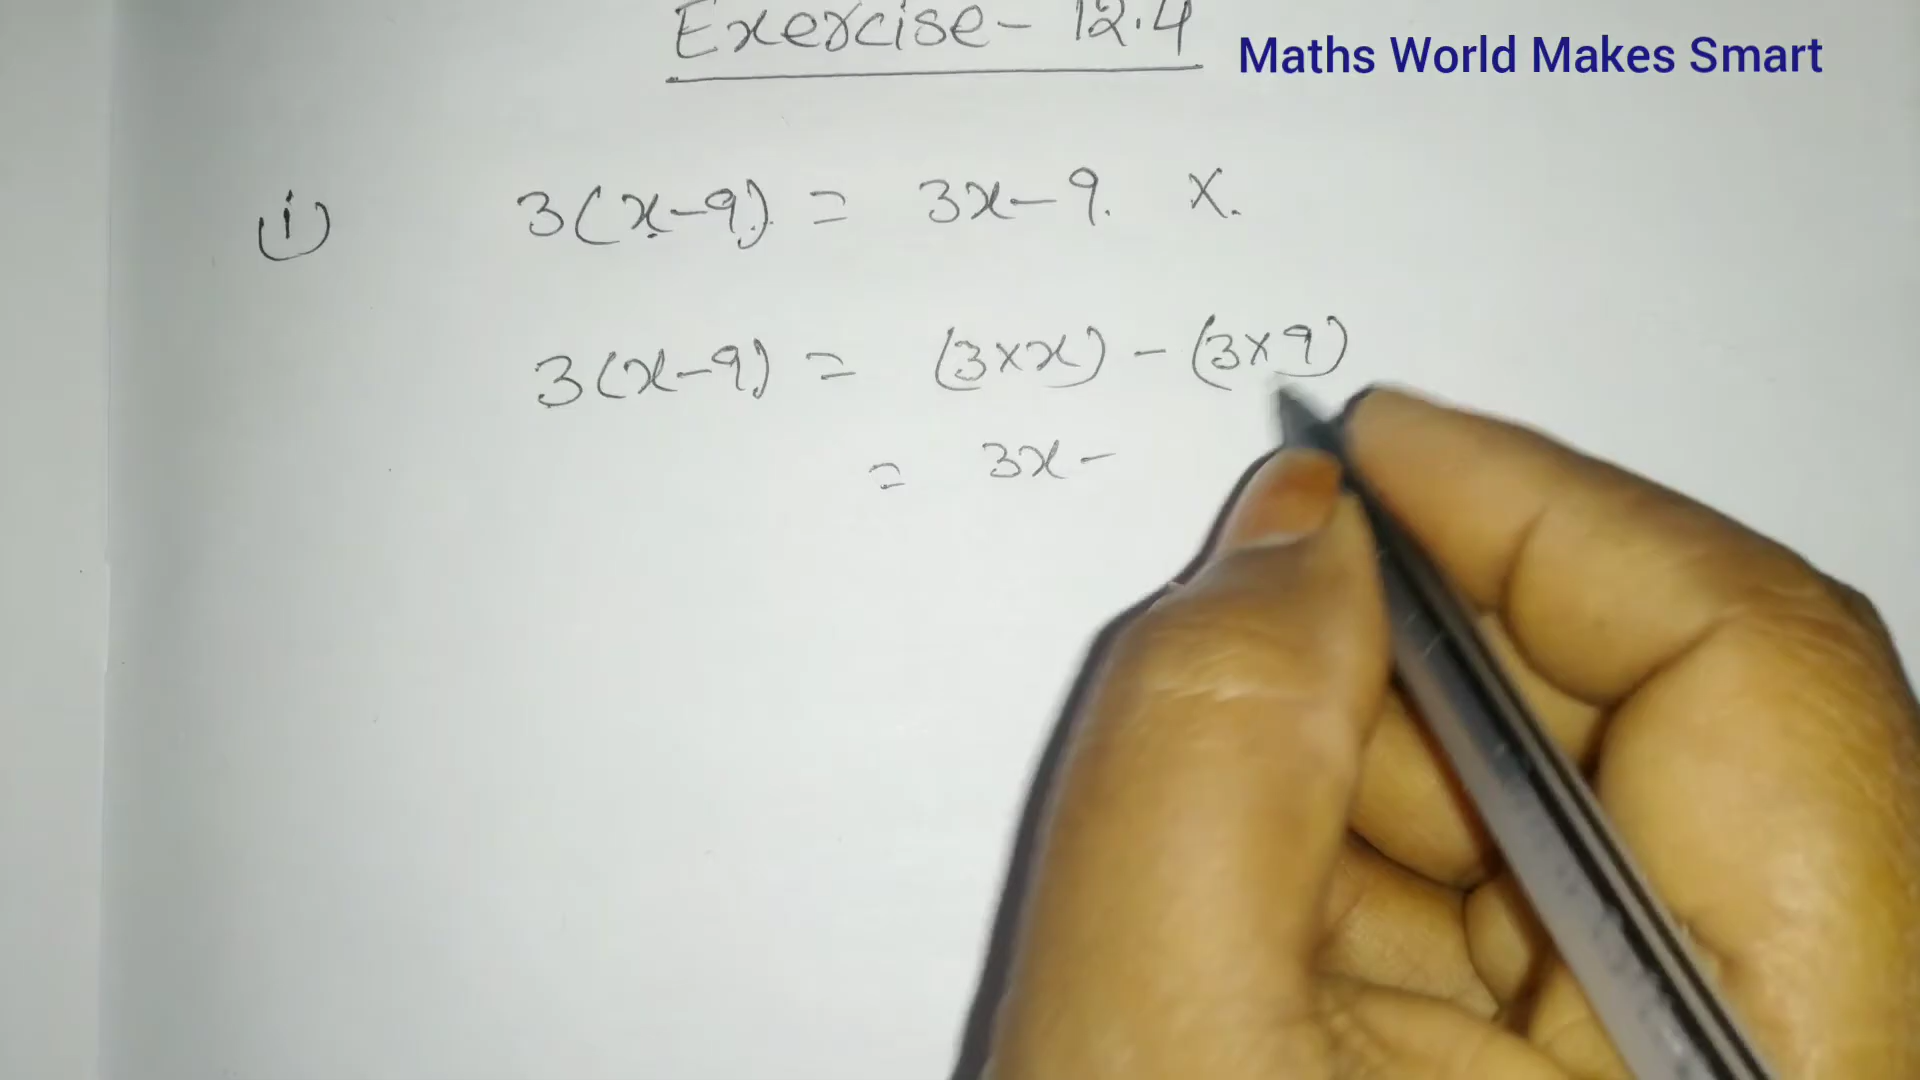 Exercise- 12.4
Maths World Makes Smart
(i) 3(x-9) = 3x-9. X.
3(x-9) = (3×x) - (3×9)
= 3x -